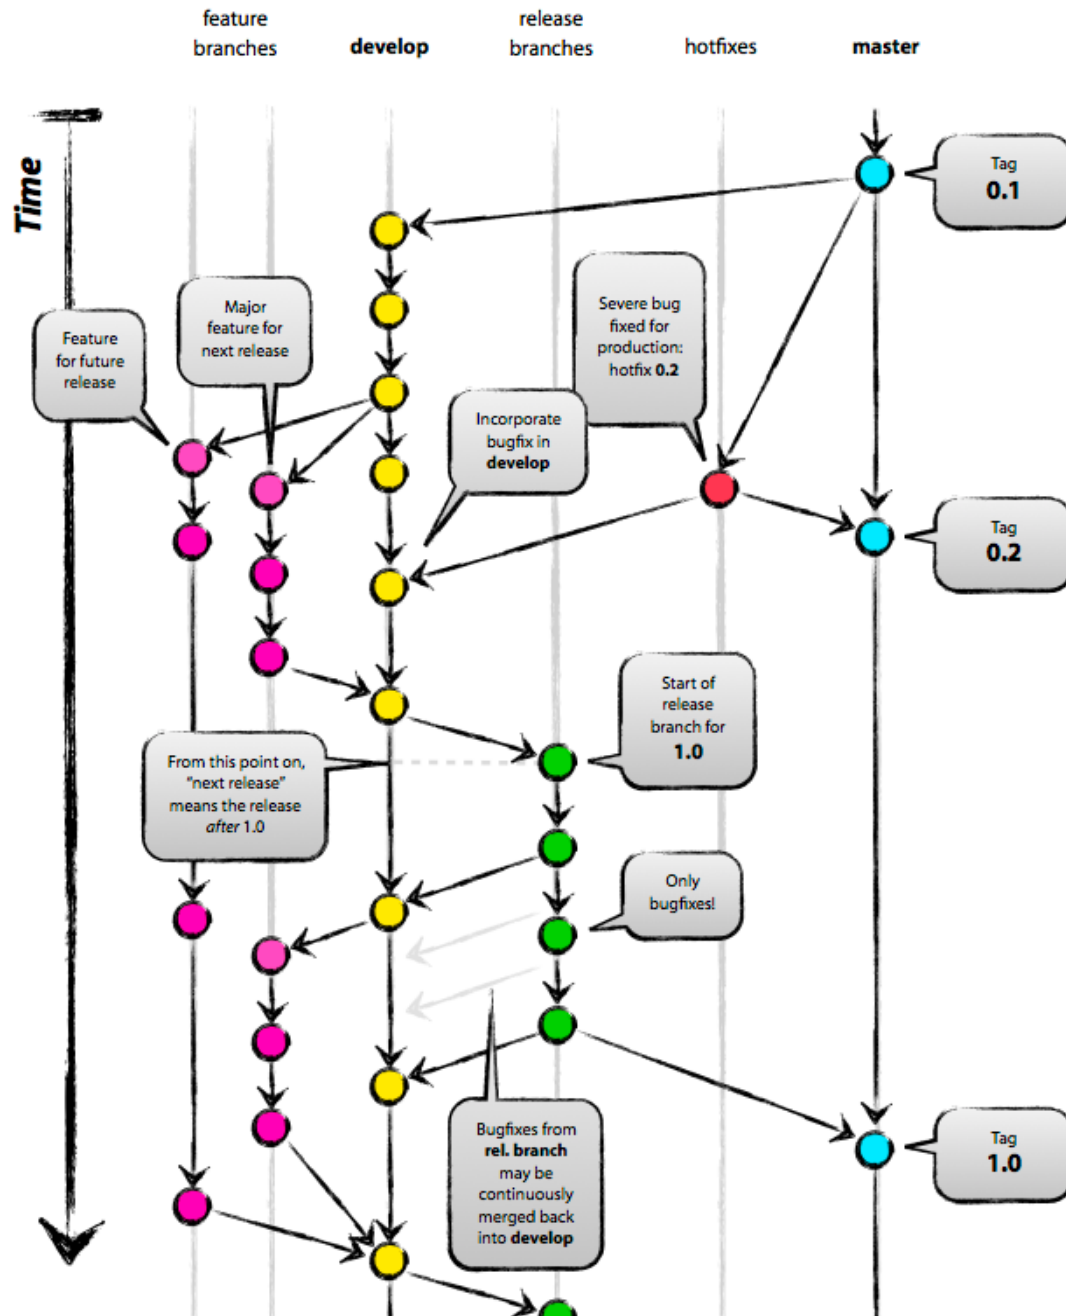 feature
branches
develop
release
branches
hotfixes
master
Time
Tag
0.1
Major
feature for
next release
Feature
for future
release
Severe bug
fixed for
production:
hotfix 0.2
Incorporate
bugfix in
develop
Tag
0.2
Start of
release
branch for
1.0
From this point on,
“next release”
means the release
after 1.0
Only
bugfixes!
Bugfixes from
rel. branch
may be
continuously
merged back
into develop
Tag
1.0